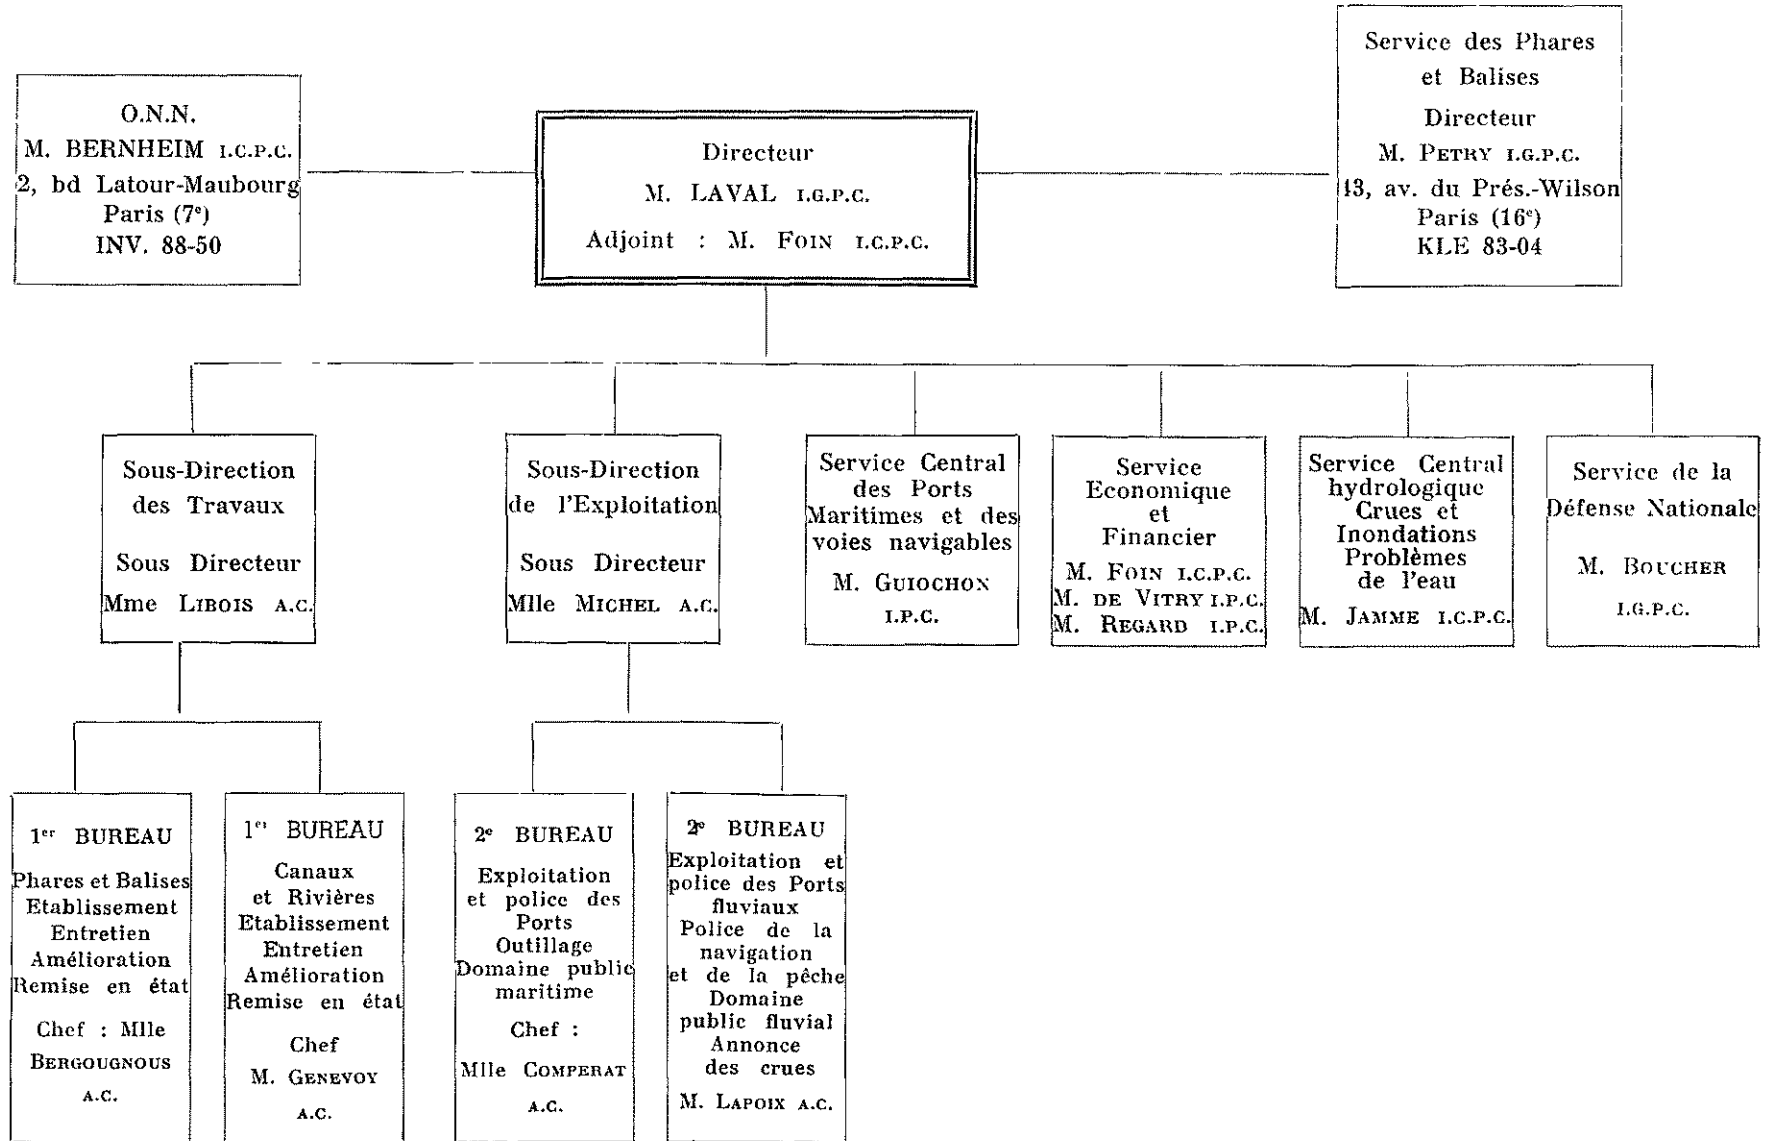 O.N.N.
M. BERNHEIM I.C.P.C.
2, bd Latour-Maubourg
Paris (7e)
INV. 88-50
Directeur
M. LAVAL I.G.P.C.
Adjoint : M. FOIN I.C.P.C.
Service des Phares
et Balises
Directeur
M. PETRY I.G.P.C.
43, av. du Prés.-Wilson
Paris (16e)
KLE 83-04
Sous-Direction
des Travaux
Sous Directeur
Mme LIBOIS A.C.
Sous-Direction
de l'Exploitation
Sous Directeur
Mlle MICHEL A.C.
Service Central
des Ports
Maritimes et des
voies navigables
M. GUIOCHON
I.P.C.
Service
Economique
et
Financier
M. FOIN I.C.P.C.
M. DE VITRY I.P.C.
M. REGARD I.P.C.
Service Central
hydrologique
Crues et
Inondations
Problèmes
de l'eau
M. JAMME I.C.P.C.
Service de la
Défense Nationale
M. BOUCHER
I.G.P.C.
1er BUREAU
Phares et Balises
Etablissement
Entretien
Amélioration
Remise en état
Chef : Mlle
BERGOUGNOUS
A.C.
1er BUREAU
Canaux
et Rivières
Etablissement
Entretien
Amélioration
Remise en état
Chef
M. GENEVOY
A.C.
2e BUREAU
Exploitation
et police des
Ports
Outillage
Domaine public
maritime
Chef :
Mlle COMPERAT
A.C.
2e BUREAU
Exploitation et
police des Ports
fluviaux
Police de la
navigation
et de la pêche
Domaine
public fluvial
Annonce
des crues
M. LAPOIX A.C.